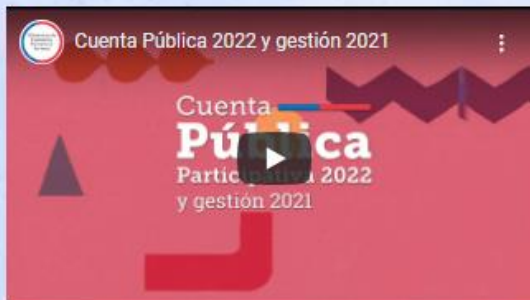 Cuenta Pública 2022 y gestión 2021
Cuenta
Pública
Participativa 2022
y gestión 2021